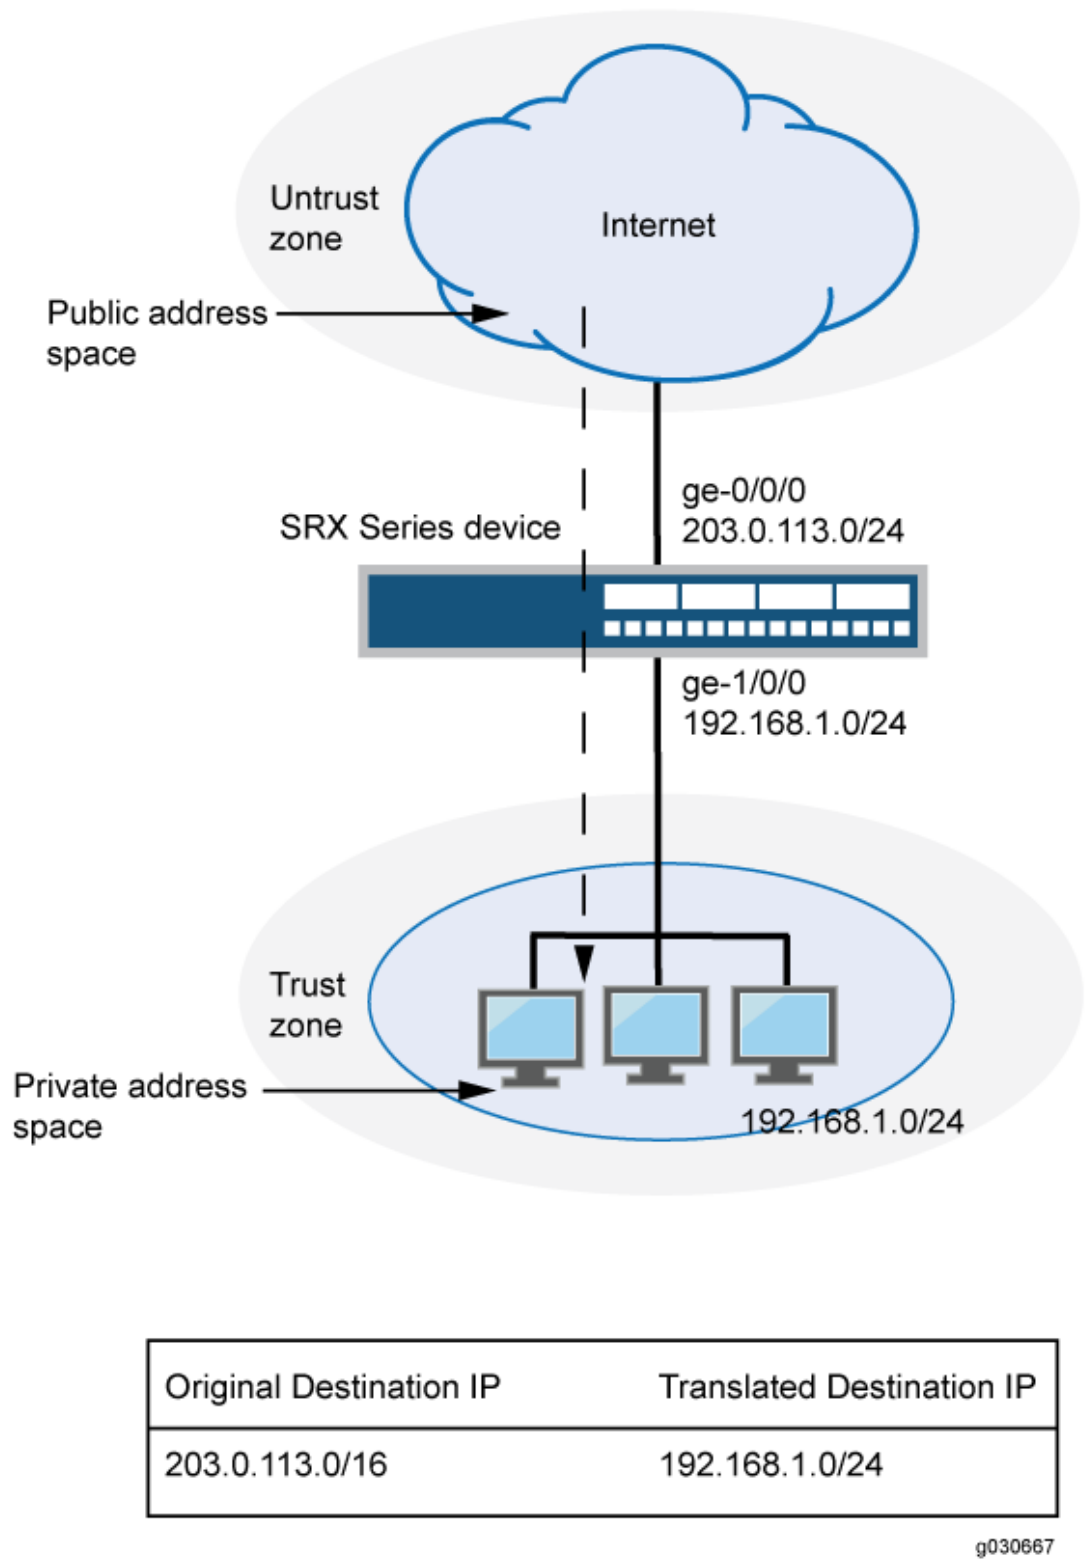 Untrust
zone
Internet
Public address
space
ge-0/0/0
203.0.113.0/24
SRX Series device
ge-1/0/0
192.168.1.0/24
Trust
zone
Private address
space
192.168.1.0/24
Original Destination IP Translated Destination IP
203.0.113.0/16 192.168.1.0/24
g030667